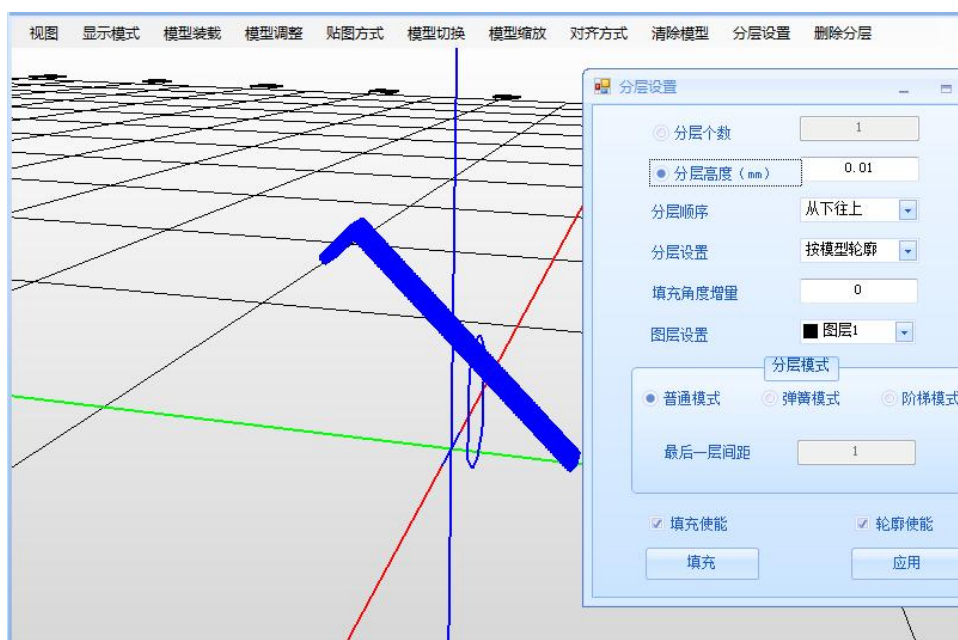 视图 显示模式 模型装载 模型调整 贴图方式 模型切换 模型缩放 对齐方式 清除模型 分层设置 删除分层
分层设置
分层个数 1
分层高度（mm） 0.01
分层顺序 从下往上
分层设置 按模型轮廓
填充角度增量 0
图层设置 图层1
分层模式
普通模式 弹簧模式 阶梯模式
最后一层间距 1
填充使能 轮廓使能
填充 应用